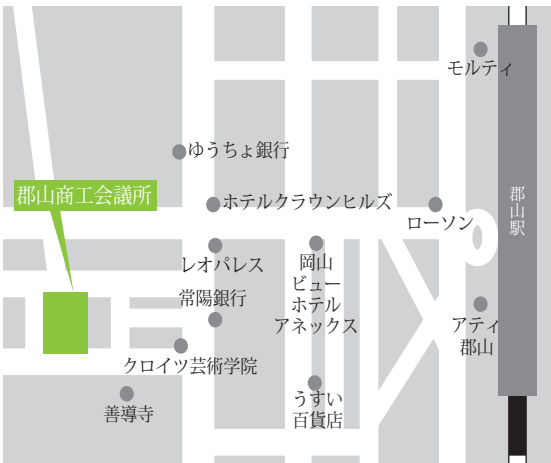 モルティ
ゆうちょ銀行
郡山商工会議所
ホテルクラウンヒルズ
ローソン
郡山駅
レオパレス
岡山
ビュー
ホテル
アネックス
常陽銀行
アティ
郡山
クロイツ芸術学院
うすい
百貨店
善導寺